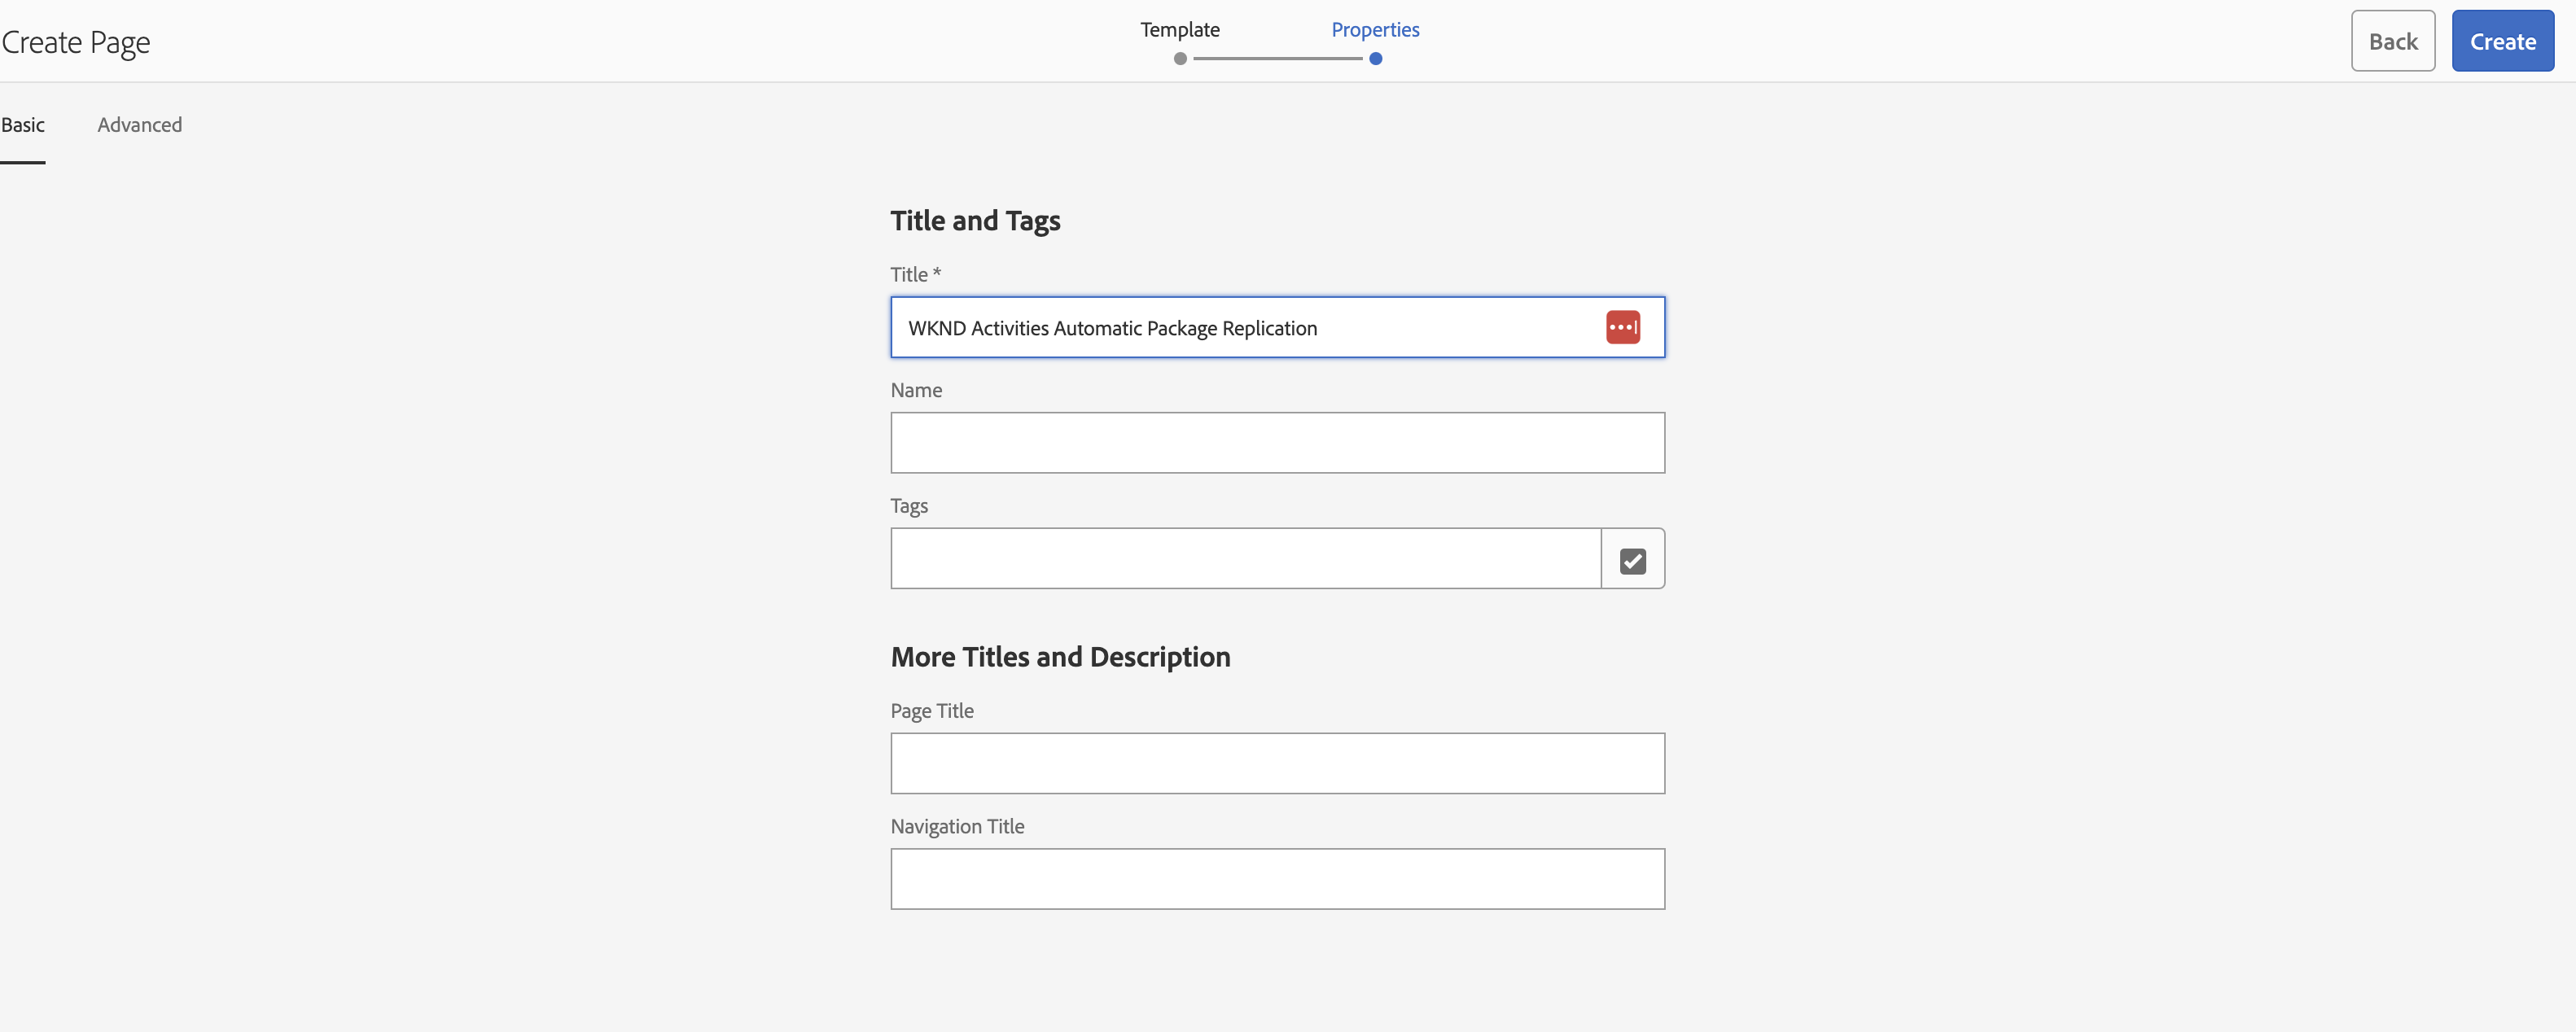 Create Page
Template
Properties
Back
Create
Basic
Advanced
Title and Tags
Title *
WKND Activities Automatic Package Replication
Name
Tags
More Titles and Description
Page Title
Navigation Title